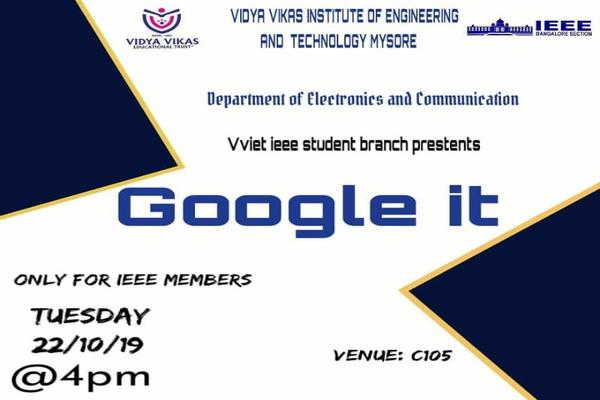 VIDYA VIKAS
EDUCATIONAL TRUST
VIDYA VIKAS INSTITUTE OF ENGINEERING
AND TECHNOLOGY MYSORE
IEEE
BANGALORE SECTION
Department of Electronics and Communication
Vviet ieee student branch prestents
Google it
ONLY FOR IEEE MEMBERS
TUESDAY
22/10/19
@4pm
VENUE: C105